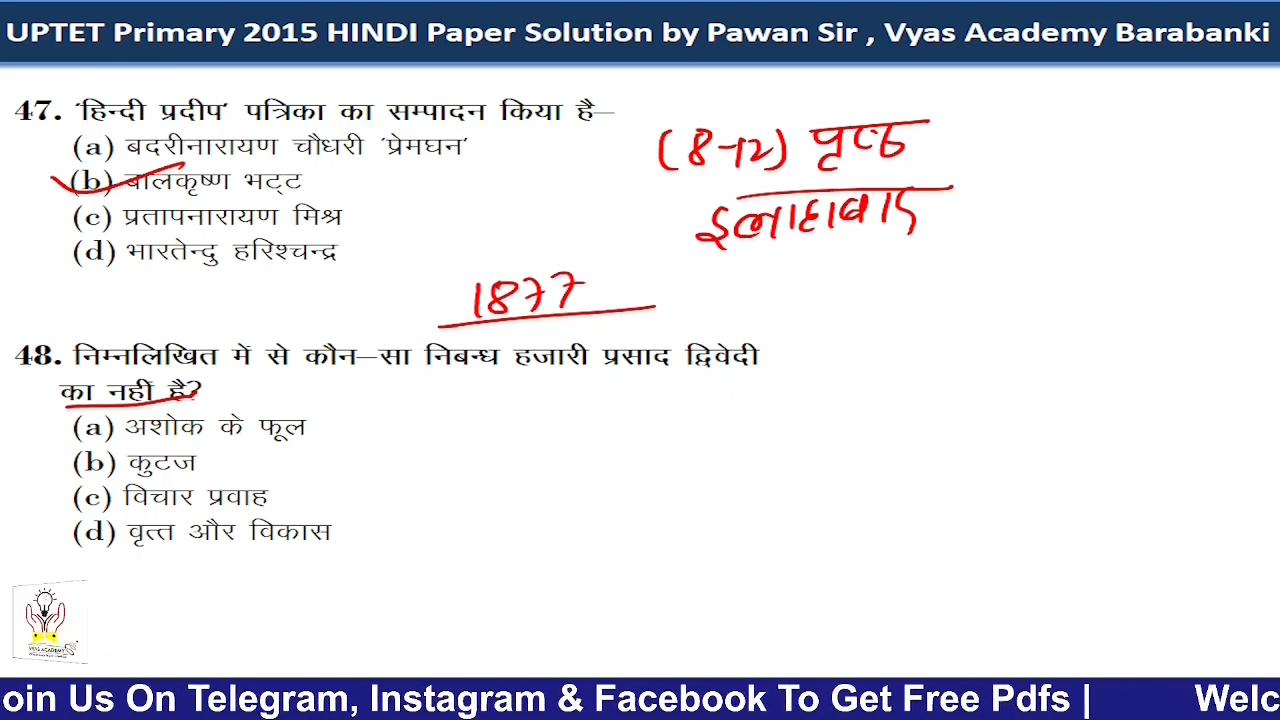 UPTET Primary 2015 HINDI Paper Solution by Pawan Sir , Vyas Academy Barabanki
47. 'हिन्दी प्रदीप' पत्रिका का सम्पादन किया है–
(a) बदरीनारायण चौधरी 'प्रेमघन'
(b) बालकृष्ण भट्ट
(c) प्रतापनारायण मिश्र
(d) भारतेन्दु हरिश्चन्द्र
(8-12) पृष्ठ
इलाहाबाद
1877
48. निम्नलिखित में से कौन–सा निबन्ध हजारी प्रसाद द्विवेदी
का नहीं है?
(a) अशोक के फूल
(b) कुटज
(c) विचार प्रवाह
(d) वृत्त और विकास
VYAS ACADEMY
oin Us On Telegram, Instagram & Facebook To Get Free Pdfs | Welc